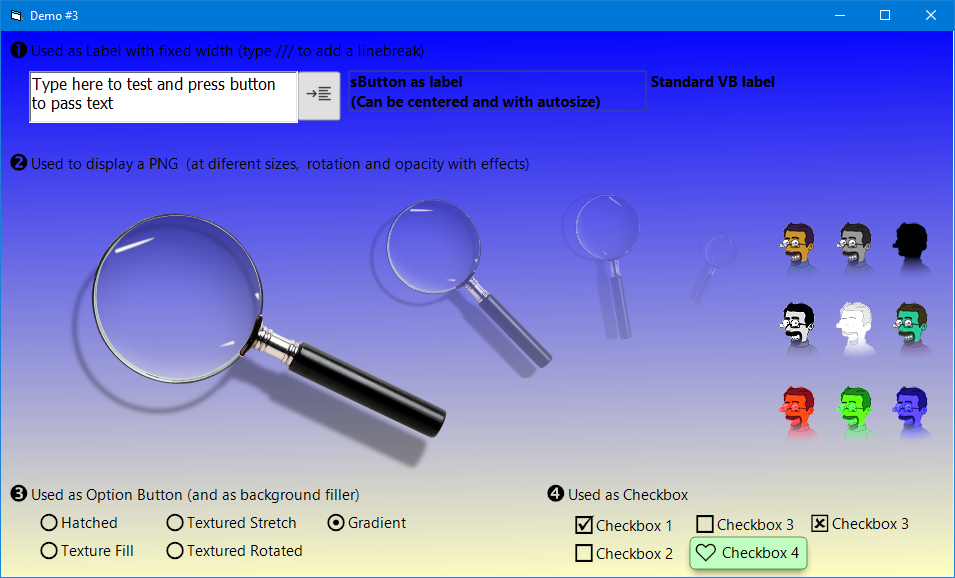 Demo #3
❶ Used as Label with fixed width (type /// to add a linebreak)
Type here to test and press button
to pass text
sButton as label
(Can be centered and with autosize)
Standard VB label
❷ Used to display a PNG (at diferent sizes, rotation and opacity with effects)
❸ Used as Option Button (and as background filler)
Hatched
Textured Stretch
Gradient
Texture Fill
Textured Rotated
❹ Used as Checkbox
Checkbox 1
Checkbox 3
Checkbox 3
Checkbox 2
Checkbox 4